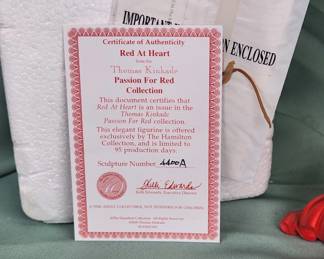 IMPORTANT
ON ENCLOSED
Certificate of Authenticity
Red At Heart
from the
Thomas Kinkade
Passion For Red
Collection
This document certifies that
Red At Heart is an issue in the
Thomas Kinkade
Passion For Red collection.
This elegant figurine is offered
exclusively by The Hamilton
Collection, and is limited to
95 production days.
Sculpture Number 4400A